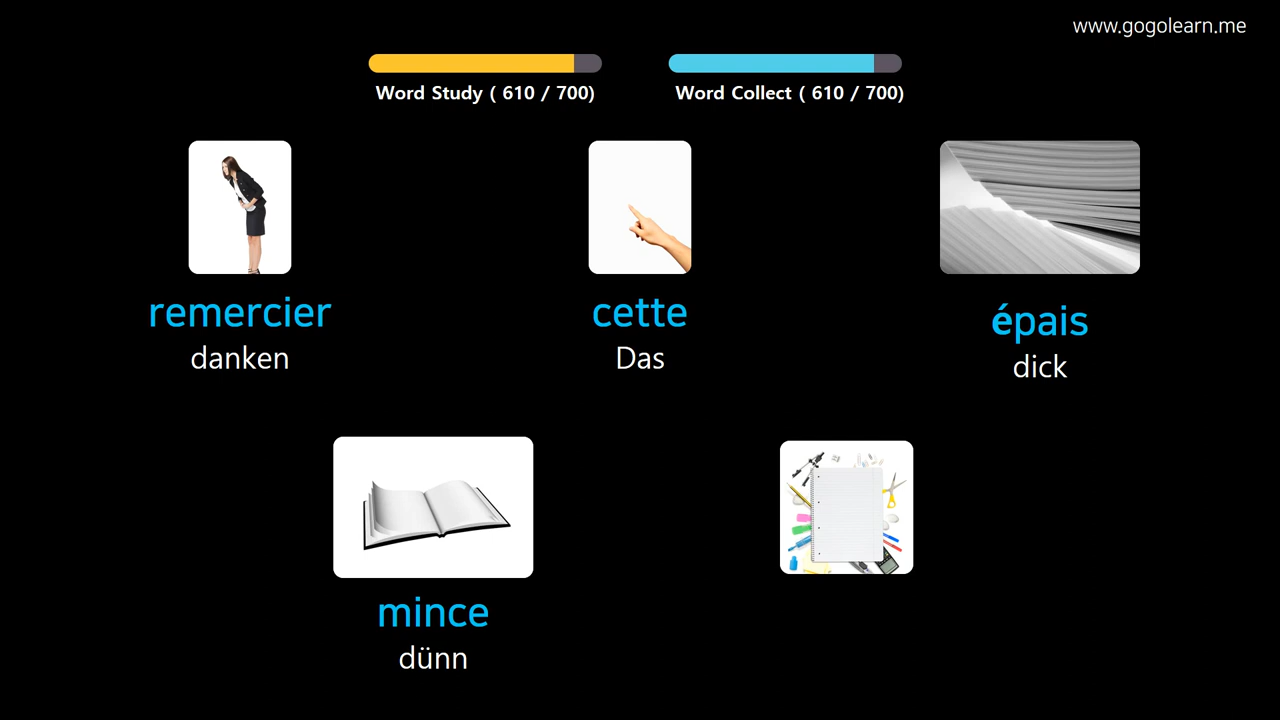 www.gogolearn.me
Word Study ( 610 / 700)
Word Collect ( 610 / 700)
remercier
danken
cette
Das
épais
dick
mince
dünn